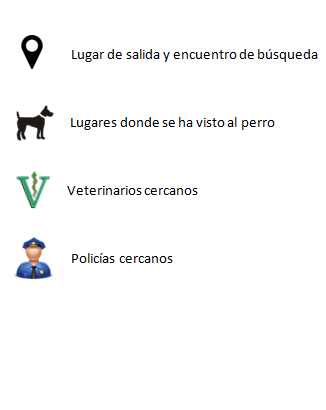 Lugar de salida y encuentro de búsqueda
Lugares donde se ha visto al perro
Veterinarios cercanos
Policías cercanos